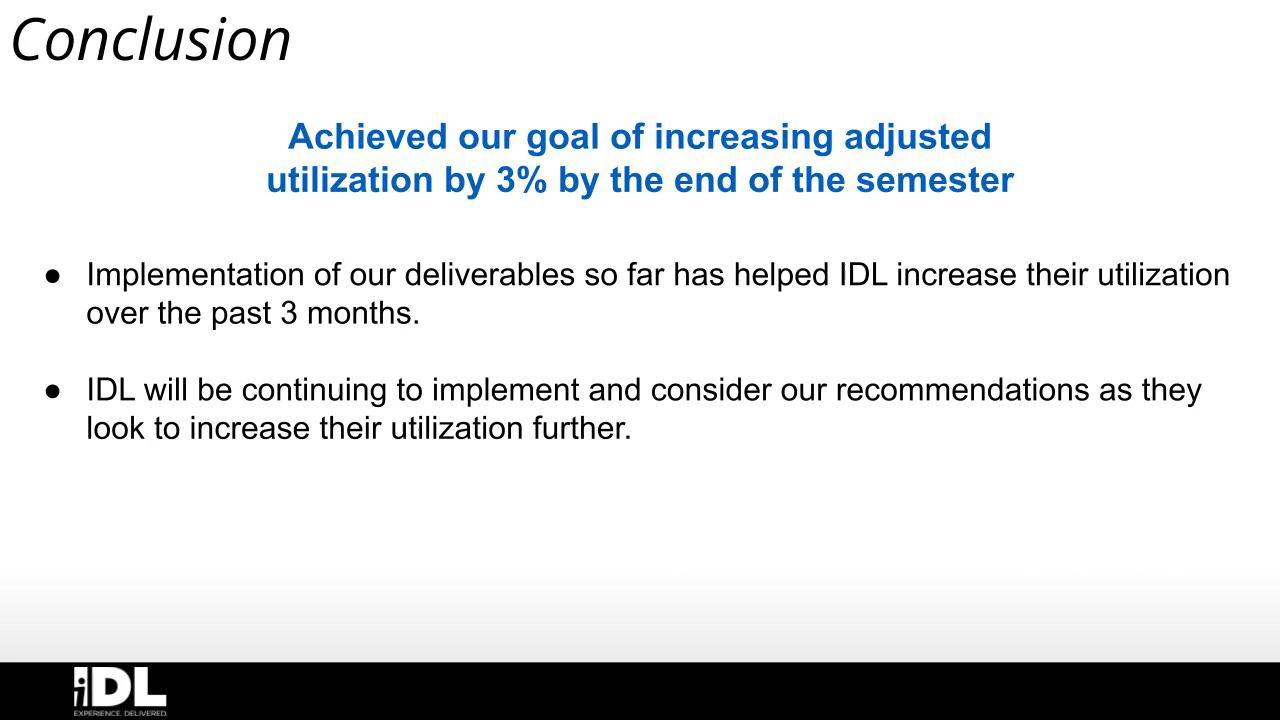 Conclusion
Achieved our goal of increasing adjusted
utilization by 3% by the end of the semester
● Implementation of our deliverables so far has helped IDL increase their utilization
over the past 3 months.
● IDL will be continuing to implement and consider our recommendations as they
look to increase their utilization further.
iDL
EXPERIENCE. DELIVERED.